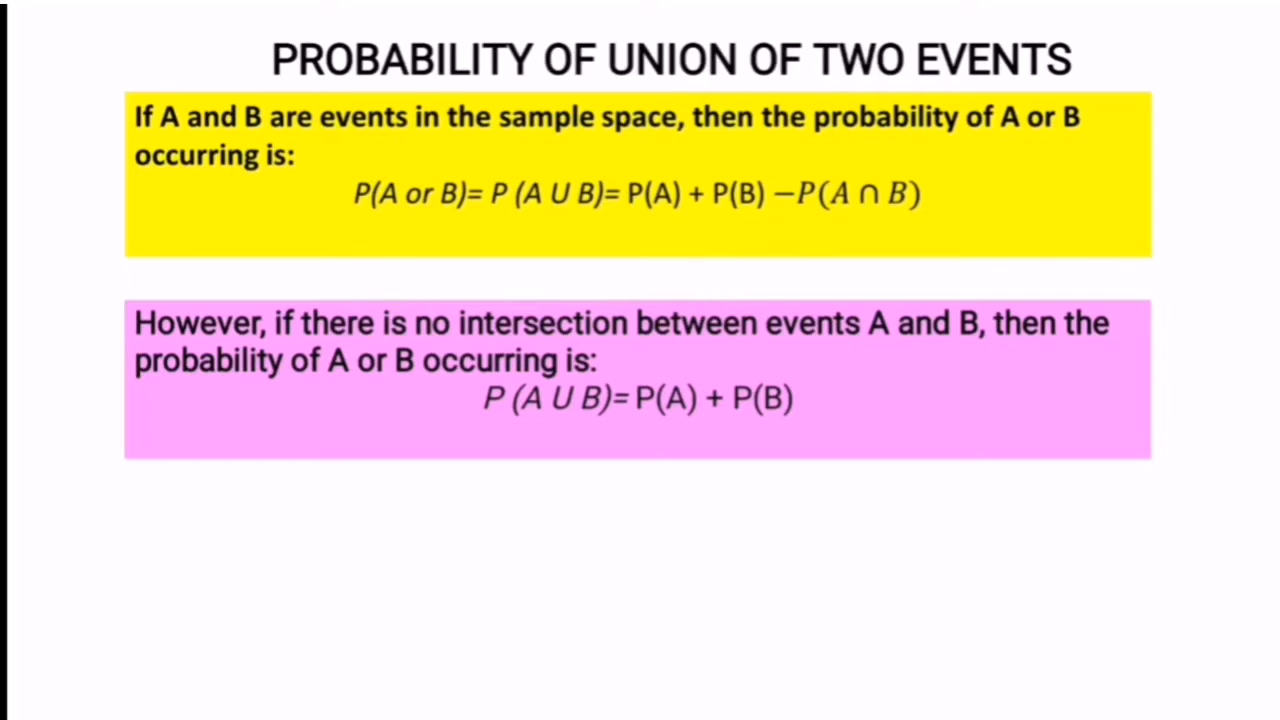 PROBABILITY OF UNION OF TWO EVENTS
If A and B are events in the sample space, then the probability of A or B
occurring is:
P(A or B)= P (A U B)= P(A) + P(B) −P(A ∩ B)
However, if there is no intersection between events A and B, then the
probability of A or B occurring is:
P (A U B)= P(A) + P(B)